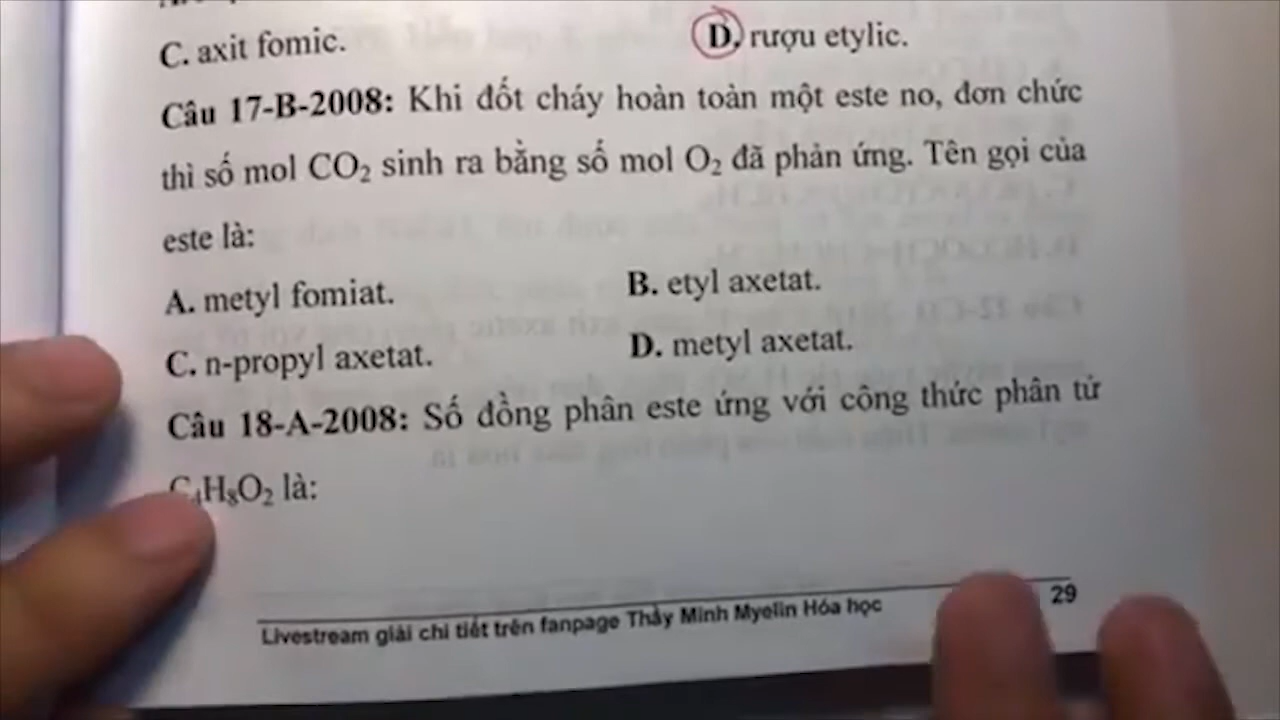 C. axit fomic.
D. rượu etylic.
Câu 17-B-2008: Khi đốt cháy hoàn toàn một este no, đơn chức
thì số mol CO₂ sinh ra bằng số mol O₂ đã phản ứng. Tên gọi của
este là:
A. metyl fomiat.
B. etyl axetat.
C. n-propyl axetat.
D. metyl axetat.
Câu 18-A-2008: Số đồng phân este ứng với công thức phân tử
C₄H₈O₂ là:
29
Livestream giải chi tiết trên fanpage Thầy Minh Myelin Hóa học